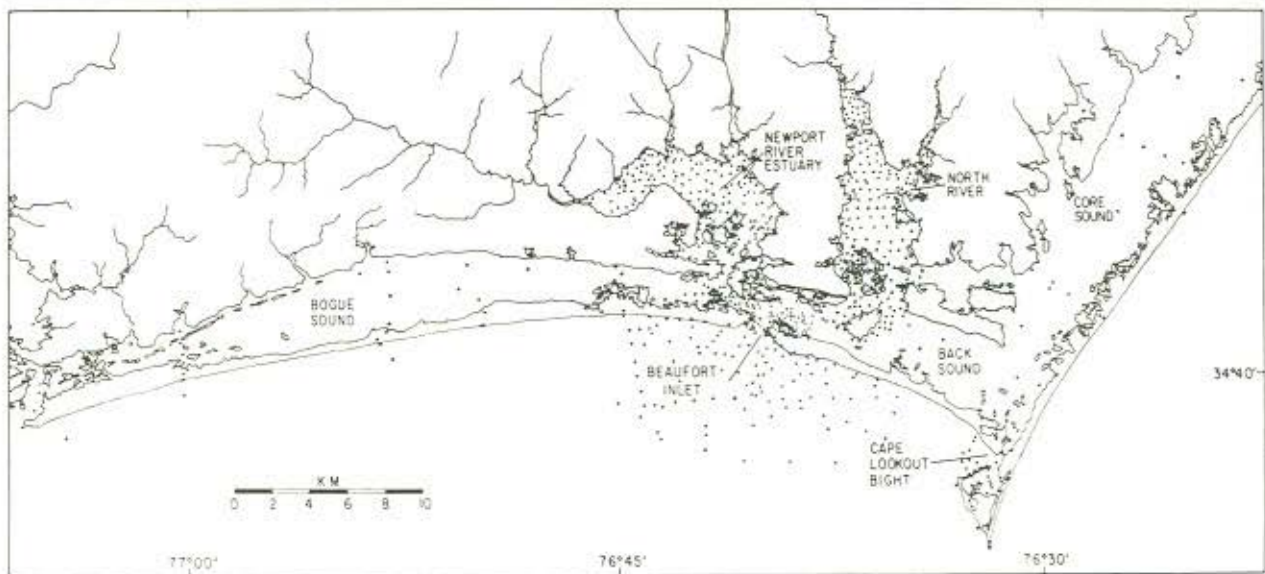 NEWPORT
RIVER
ESTUARY
NORTH
RIVER
CORE
SOUND
BOGUE
SOUND
BEAUFORT
INLET
BACK
SOUND
34°40'
CAPE
LOOKOUT
BIGHT
KM
0 2 4 6 8 10
77°00'
76°45'
76°30'